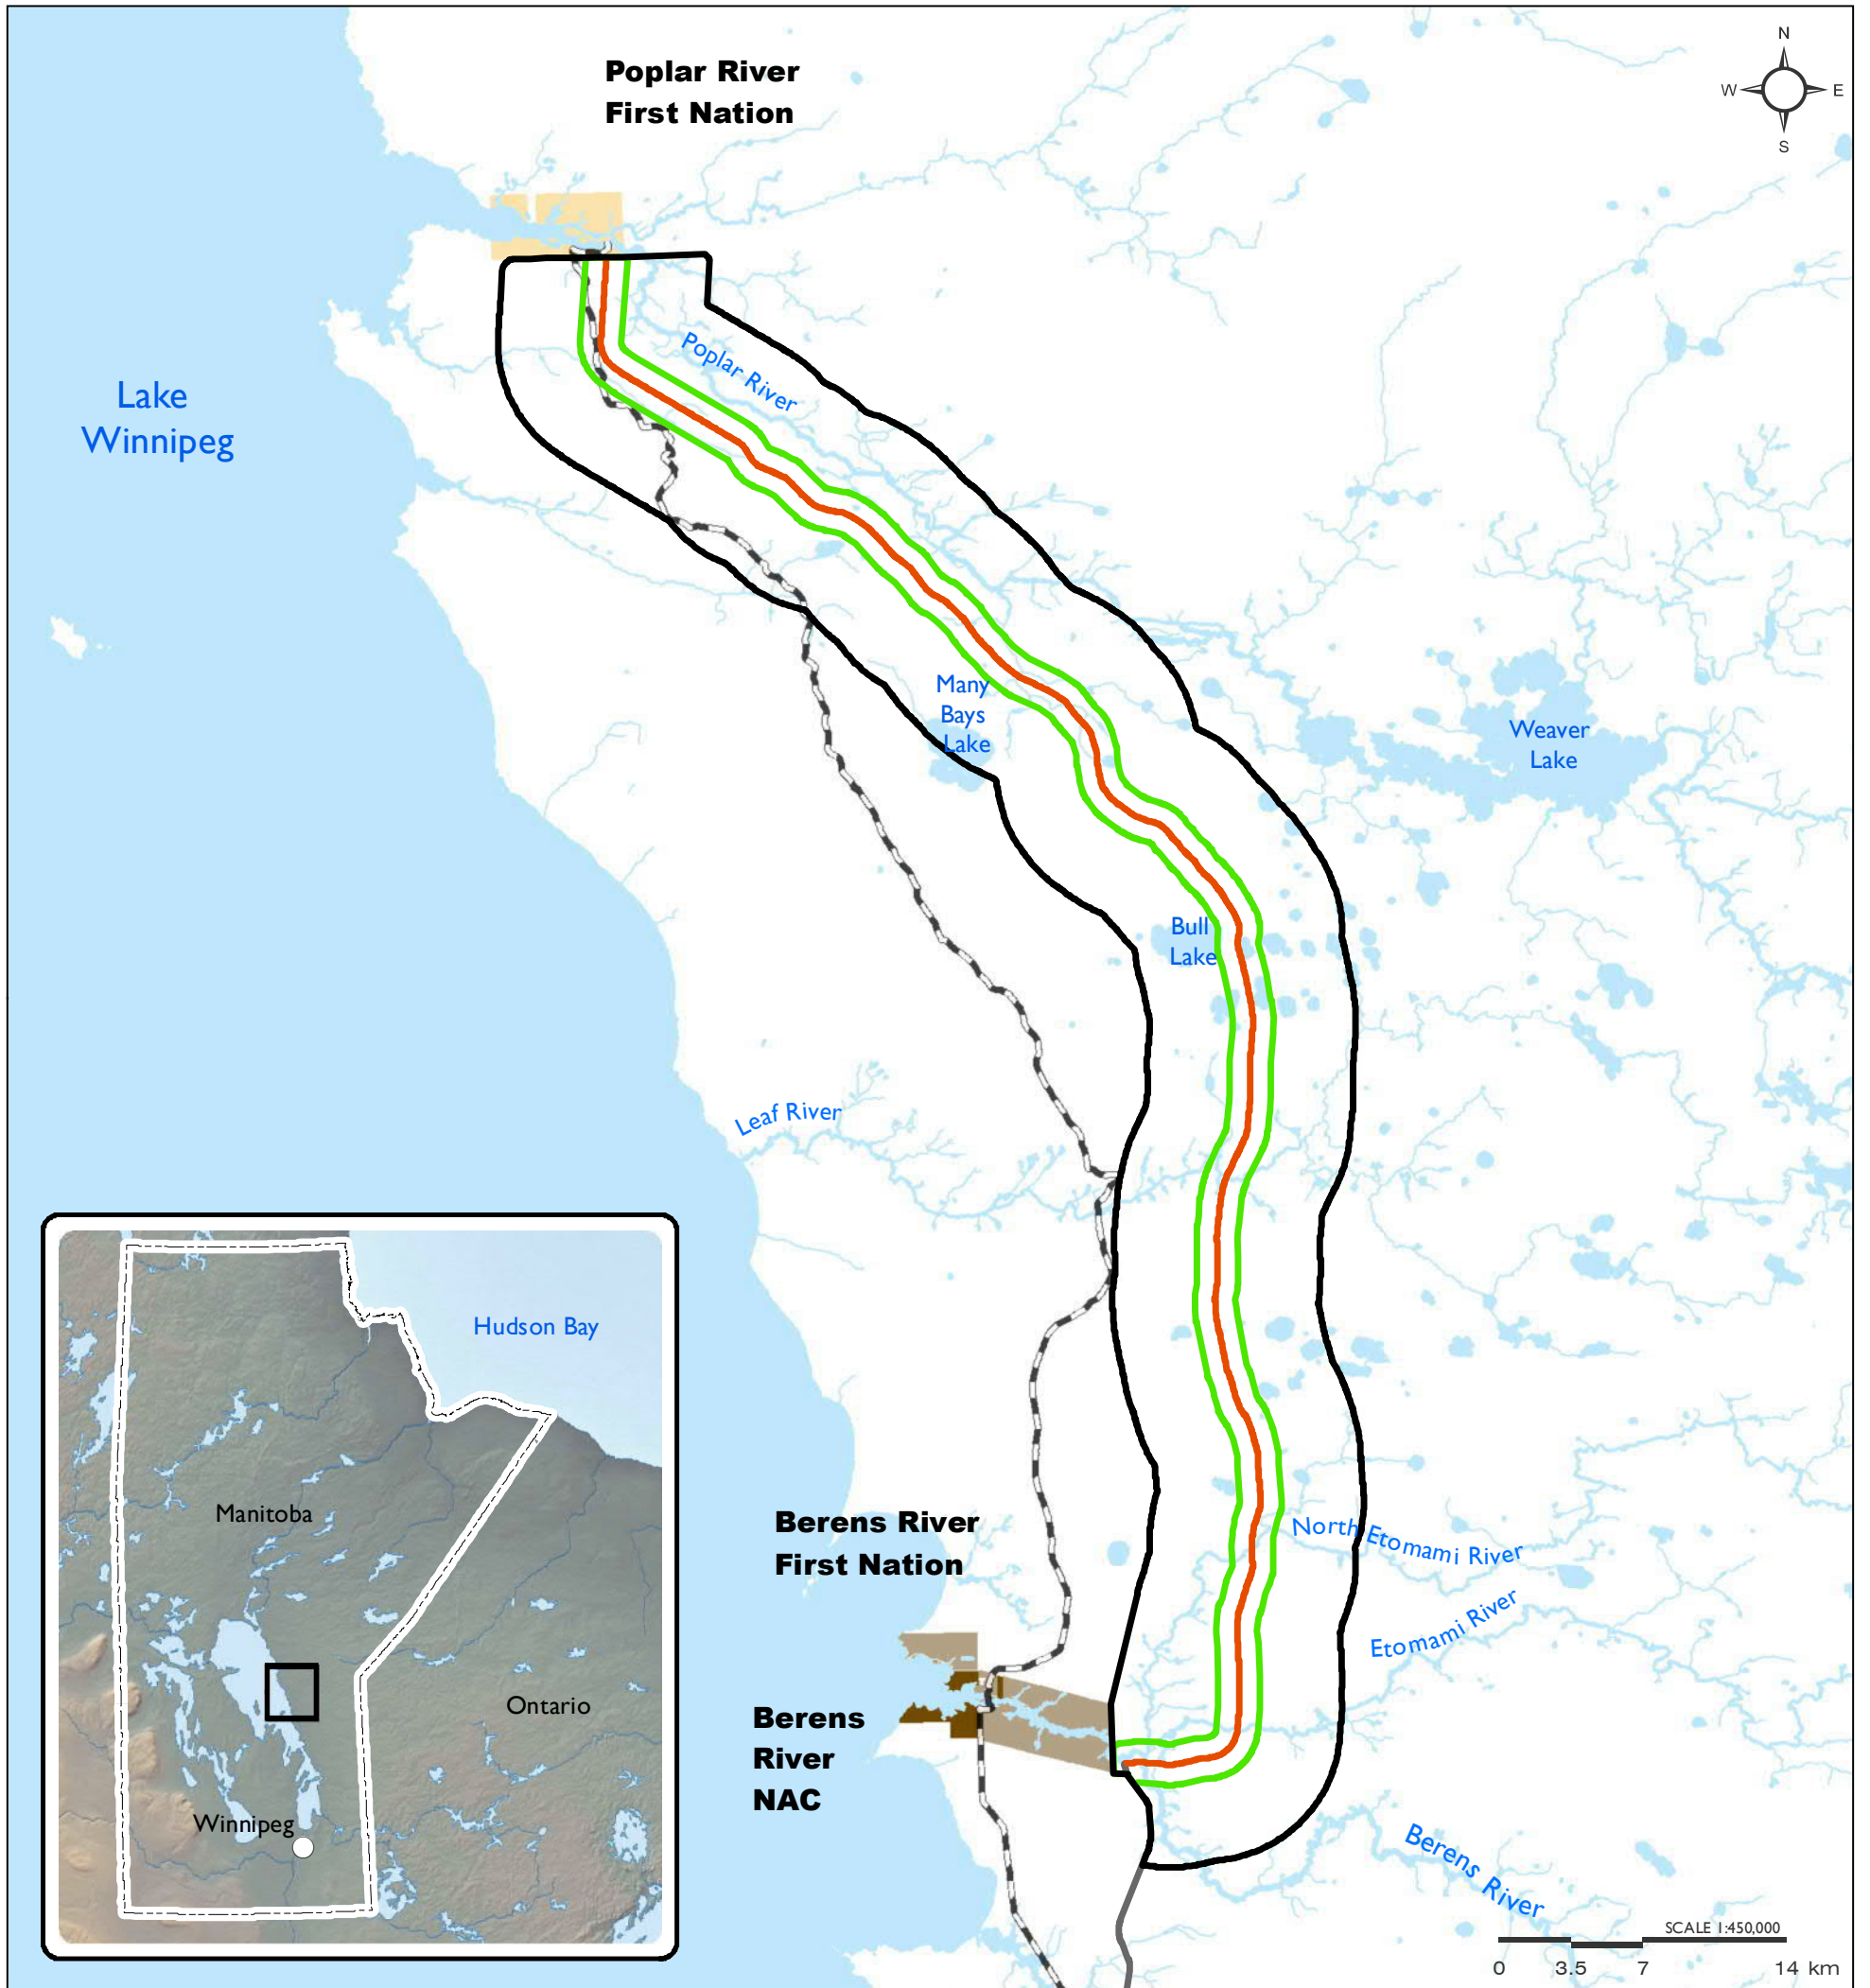 N
W
E
S
Poplar River
First Nation
Poplar River
Lake
Winnipeg
Many
Bays
Lake
Weaver
Lake
Bull
Lake
Leaf River
Hudson Bay
Manitoba
Ontario
Winnipeg
Berens River
First Nation
North Etomami River
Etomami River
Berens
River
NAC
Berens River
SCALE 1:450,000
0 3.5 7 14 km